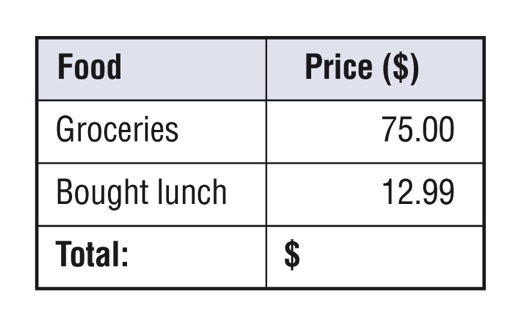 Food Price ($)
Groceries 75.00
Bought lunch 12.99
Total: $